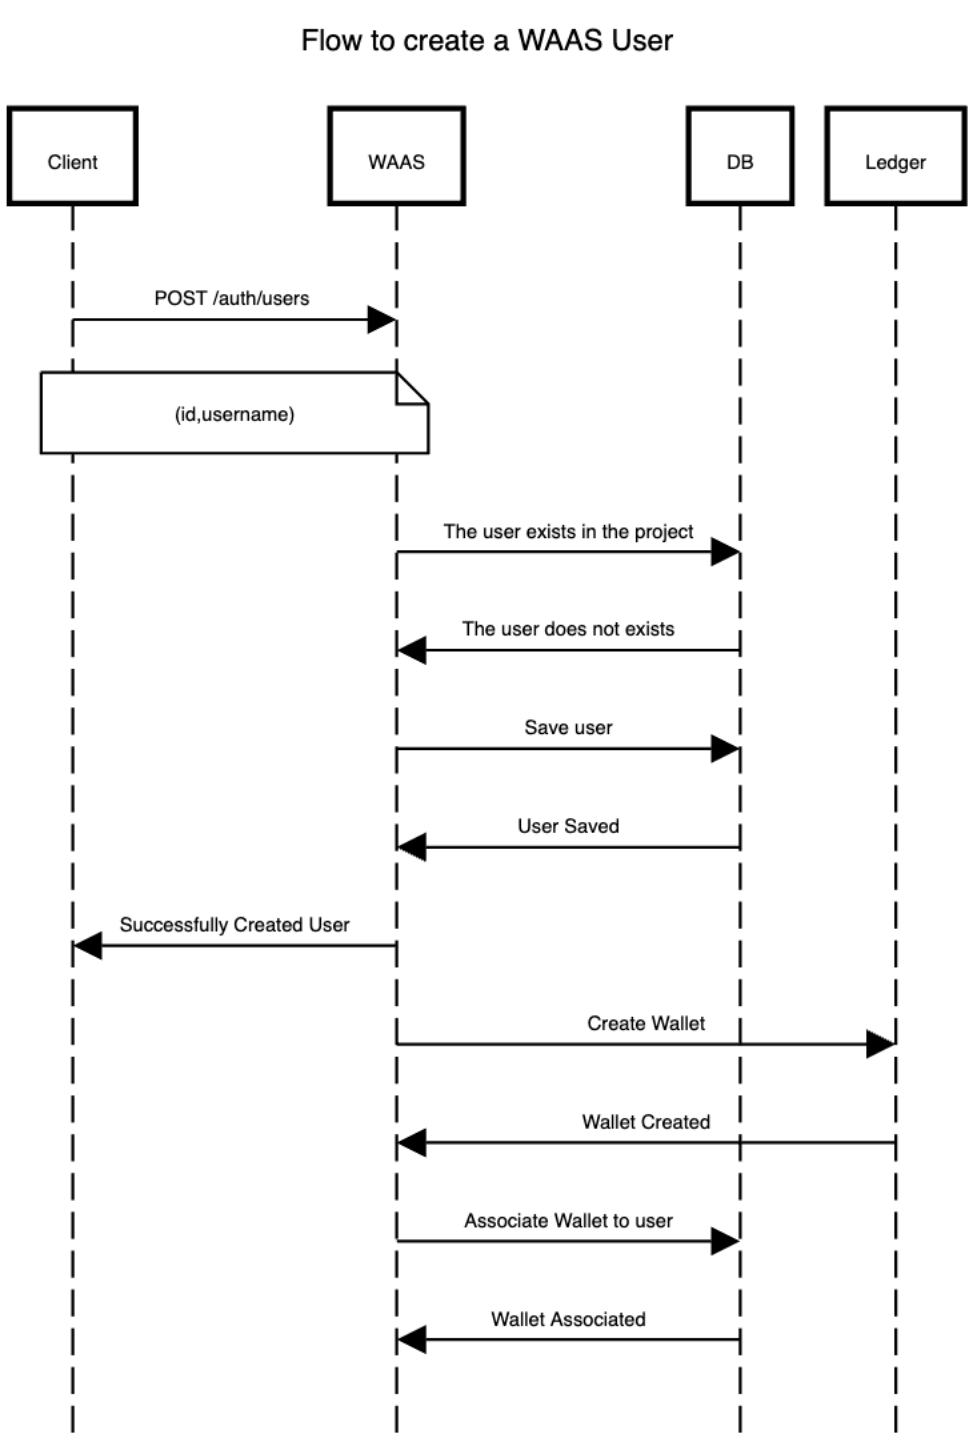 Flow to create a WAAS User
Client
WAAS
DB
Ledger
POST /auth/users
(id,username)
The user exists in the project
The user does not exists
Save user
User Saved
Successfully Created User
Create Wallet
Wallet Created
Associate Wallet to user
Wallet Associated